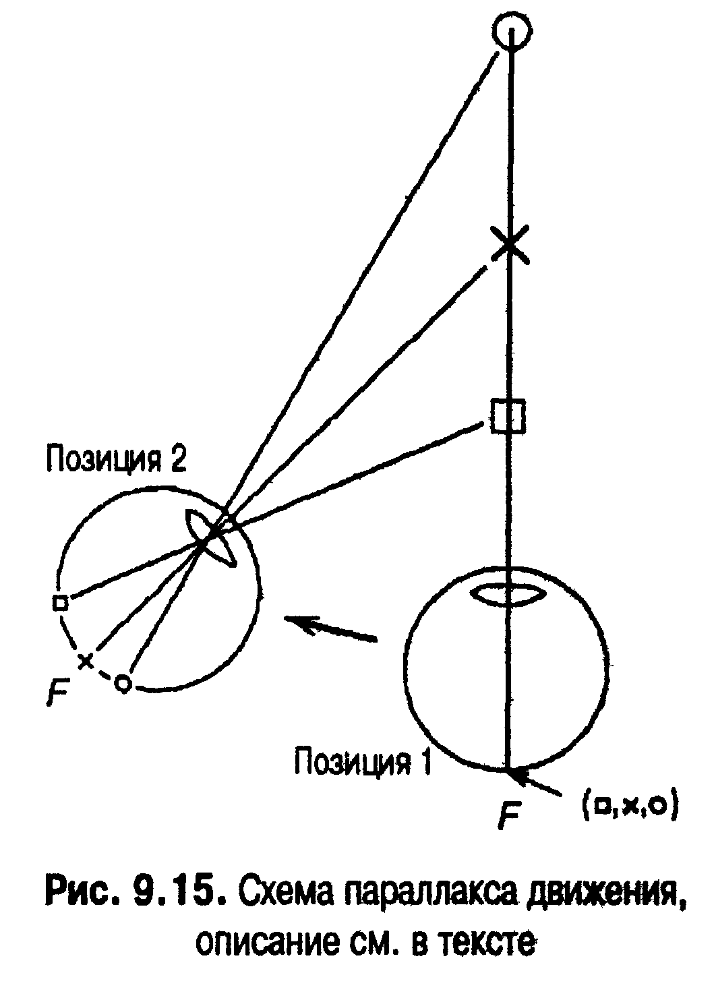 Позиция 2
F
Позиция 1
F
(□,×,○)
Рис. 9.15. Схема параллакса движения,
описание см. в тексте